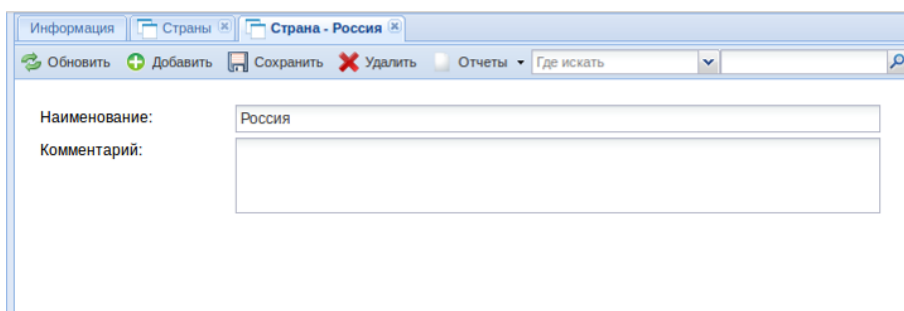 Информация Страны Страна - Россия
Обновить Добавить Сохранить Удалить Отчеты Где искать
Наименование: Россия
Комментарий: